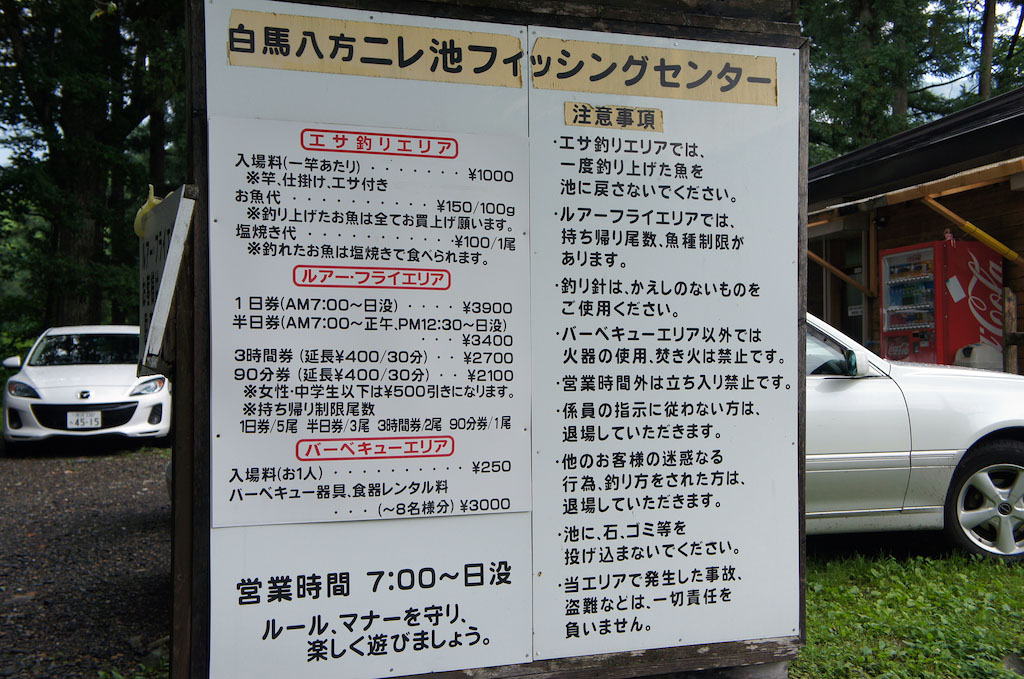 白馬八方ニレ池フィッシングセンター
エサ釣りエリア
入場料(一竿あたり)・・・・・・・¥1000
※竿、仕掛け、エサ付き
お魚代・・・・・・・・・・¥150/100g
※釣り上げたお魚は全てお買上げ願います。
塩焼き代・・・・・・・・・・¥100/1尾
※釣れたお魚は塩焼きで食べられます。
ルアー・フライエリア
1日券(AM7:00〜日没)・・・・¥3900
半日券(AM7:00〜正午、PM12:30〜日没)
・・・・¥3400
3時間券(延長¥400/30分)・・・¥2700
90分券(延長¥400/30分)・・・¥2100
※女性・中学生以下は¥500引きになります。
※持ち帰り制限尾数
1日券/5尾 半日券/3尾 3時間券/2尾 90分券/1尾
バーベキューエリア
入場料(お1人)・・・・・・・・・・¥250
バーベキュー器具、食器レンタル料
・・・(〜8名様分)¥3000
営業時間 7:00〜日没
ルール、マナーを守り、
楽しく遊びましょう。
注意事項
・エサ釣りエリアでは、
一度釣り上げた魚を
池に戻さないでください。
・ルアーフライエリアでは、
持ち帰り尾数、魚種制限が
あります。
・釣り針は、かえしのないものを
ご使用ください。
・バーベキューエリア以外では
火器の使用、焚き火は禁止です。
・営業時間外は立ち入り禁止です。
・係員の指示に従わない方は、
退場していただきます。
・他のお客様の迷惑なる
行為、釣り方をされた方は、
退場していただきます。
・池に、石、ゴミ等を
投げ込まないでください。
・当エリアで発生した事故、
盗難などは、一切責任を
負いません。
・45-15
Coca-Cola